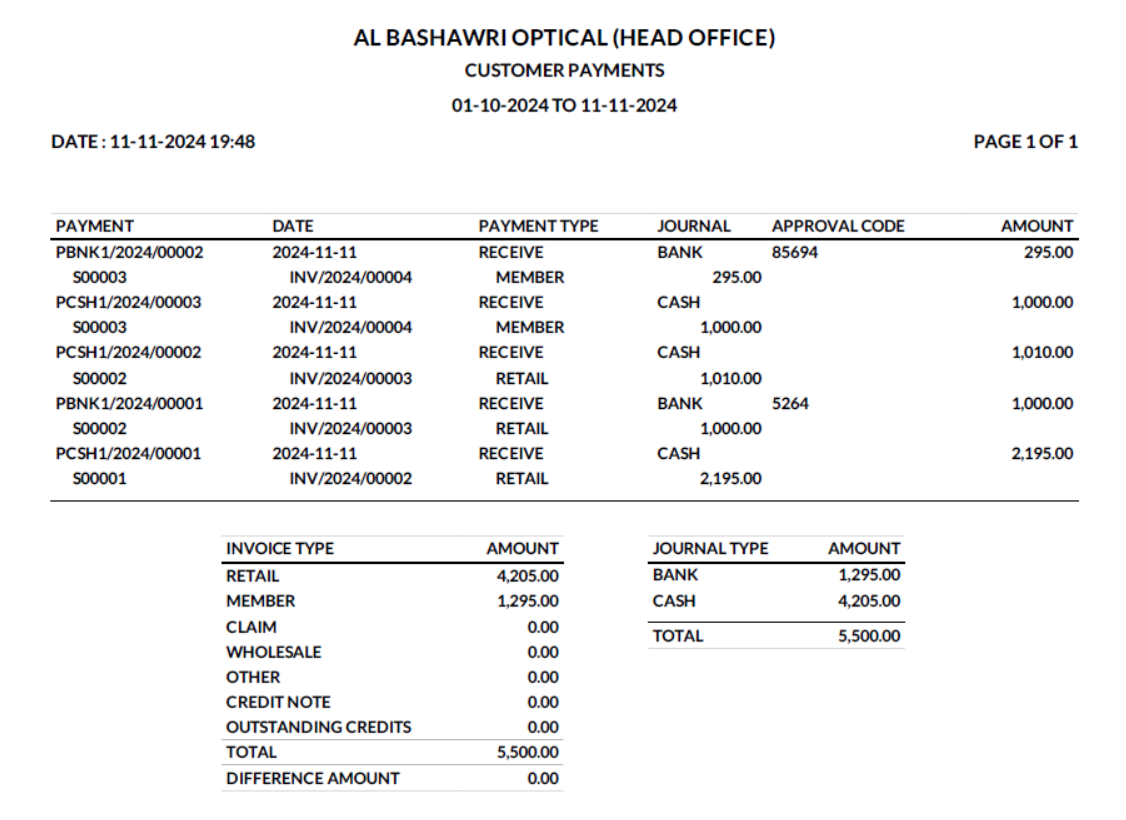 AL BASHAWRI OPTICAL (HEAD OFFICE)
CUSTOMER PAYMENTS
01-10-2024 TO 11-11-2024
DATE : 11-11-2024 19:48 PAGE 1 OF 1
PAYMENT DATE PAYMENT TYPE JOURNAL APPROVAL CODE AMOUNT
PBNK1/2024/00002 2024-11-11 RECEIVE BANK 85694 295.00
S00003 INV/2024/00004 MEMBER 295.00
PCSH1/2024/00003 2024-11-11 RECEIVE CASH 1,000.00
S00003 INV/2024/00004 MEMBER 1,000.00
PCSH1/2024/00002 2024-11-11 RECEIVE CASH 1,010.00
S00002 INV/2024/00003 RETAIL 1,010.00
PBNK1/2024/00001 2024-11-11 RECEIVE BANK 5264 1,000.00
S00002 INV/2024/00003 RETAIL 1,000.00
PCSH1/2024/00001 2024-11-11 RECEIVE CASH 2,195.00
S00001 INV/2024/00002 RETAIL 2,195.00
INVOICE TYPE AMOUNT
RETAIL 4,205.00
MEMBER 1,295.00
CLAIM 0.00
WHOLESALE 0.00
OTHER 0.00
CREDIT NOTE 0.00
OUTSTANDING CREDITS 0.00
TOTAL 5,500.00
DIFFERENCE AMOUNT 0.00
JOURNAL TYPE AMOUNT
BANK 1,295.00
CASH 4,205.00
TOTAL 5,500.00